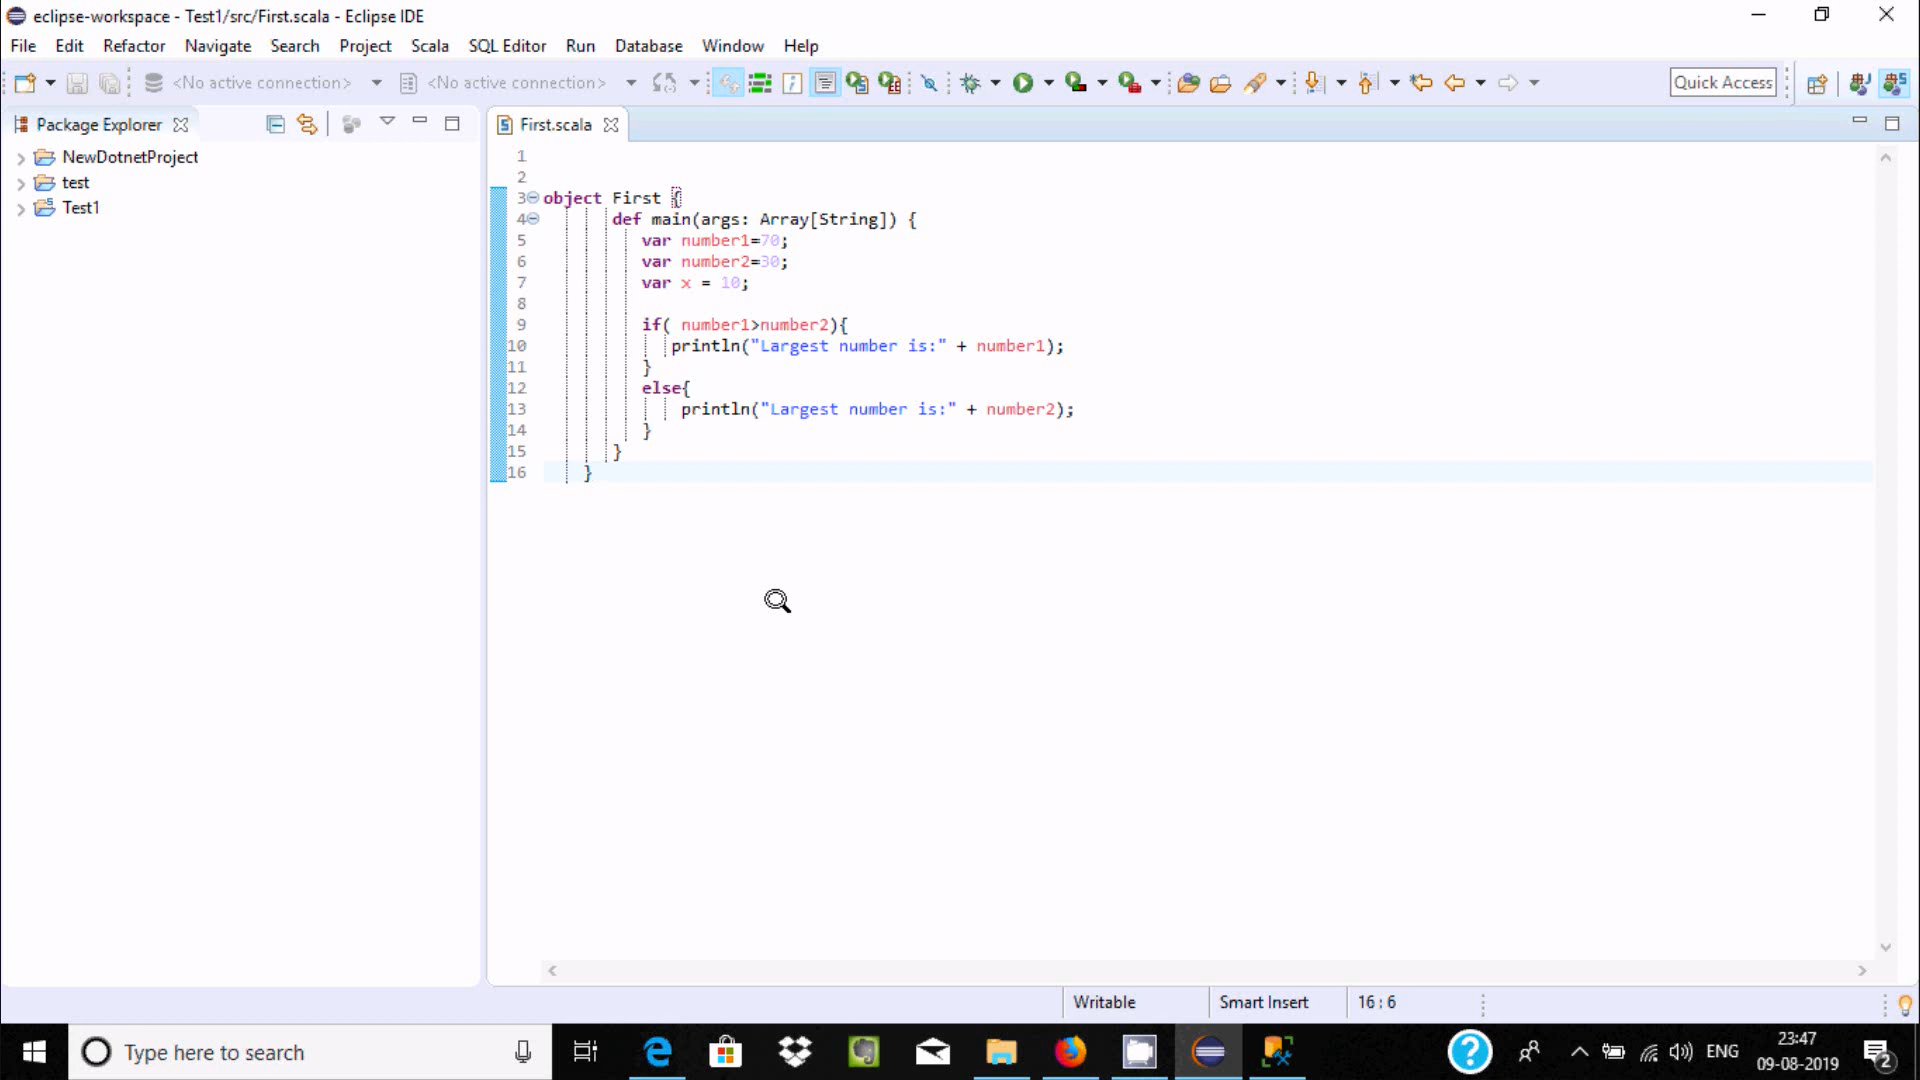 eclipse-workspace - Test1/src/First.scala - Eclipse IDE
File Edit Refactor Navigate Search Project Scala SQL Editor Run Database Window Help
<No active connection> <No active connection> Quick Access
Package Explorer
NewDotnetProject
test
Test1
First.scala
1
2
3 object First {
4 def main(args: Array[String]) {
5 var number1=70;
6 var number2=30;
7 var x = 10;
8
9 if( number1>number2){
10 println("Largest number is:" + number1);
11 }
12 else{
13 println("Largest number is:" + number2);
14 }
15 }
16 }
Writable Smart Insert 16 : 6
Type here to search
ENG
23:47
09-08-2019
2